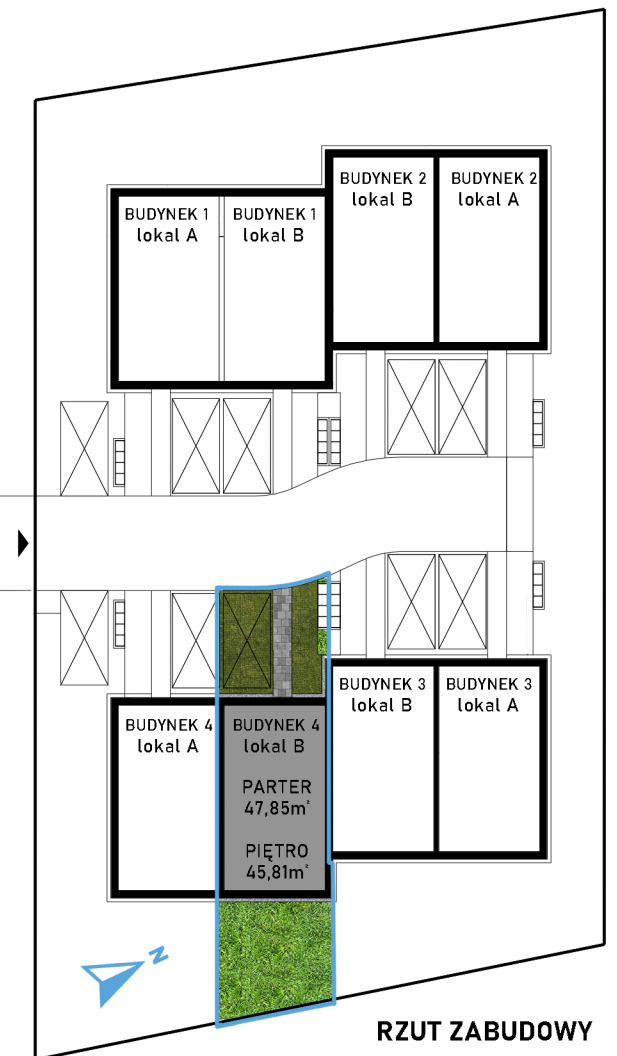 BUDYNEK 2
lokal B
BUDYNEK 2
lokal A
BUDYNEK 1
lokal A
BUDYNEK 1
lokal B
BUDYNEK 3
lokal B
BUDYNEK 3
lokal A
BUDYNEK 4
lokal A
BUDYNEK 4
lokal B
PARTER
47,85m²
PIĘTRO
45,81m²
N
RZUT ZABUDOWY